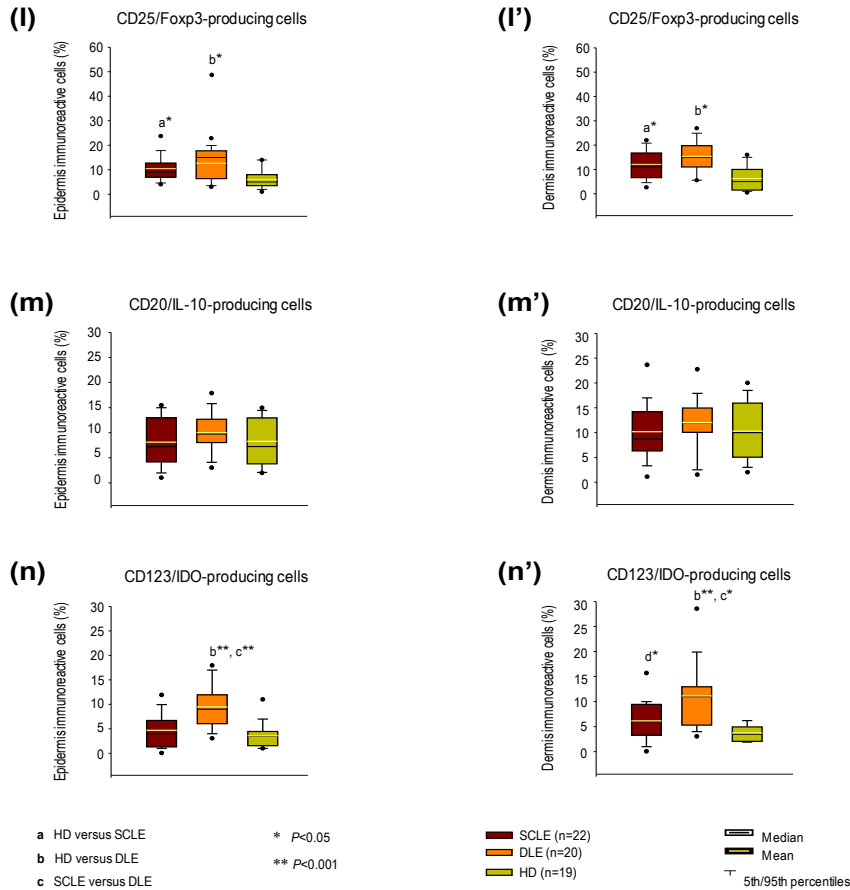 (l)
CD25/Foxp3-producing cells
Epidermis immunoreactive cells (%)
60
50
40
30
20
10
0
a*
b*
(l')
CD25/Foxp3-producing cells
Dermis immunoreactive cells (%)
60
50
40
30
20
10
0
a*
b*
(m)
CD20/IL-10-producing cells
Epidermis immunoreactive cells (%)
30
25
20
15
10
5
0
(m')
CD20/IL-10-producing cells
Dermis immunoreactive cells (%)
30
25
20
15
10
5
0
(n)
CD123/IDO-producing cells
Epidermis immunoreactive cells (%)
30
25
20
15
10
5
0
b**, c**
(n')
CD123/IDO-producing cells
Dermis immunoreactive cells (%)
30
25
20
15
10
5
0
d*
b**, c*
a HD versus SCLE
b HD versus DLE
c SCLE versus DLE
* P<0.05
** P<0.001
SCLE (n=22)
DLE (n=20)
HD (n=19)
Median
Mean
5th/95th percentiles